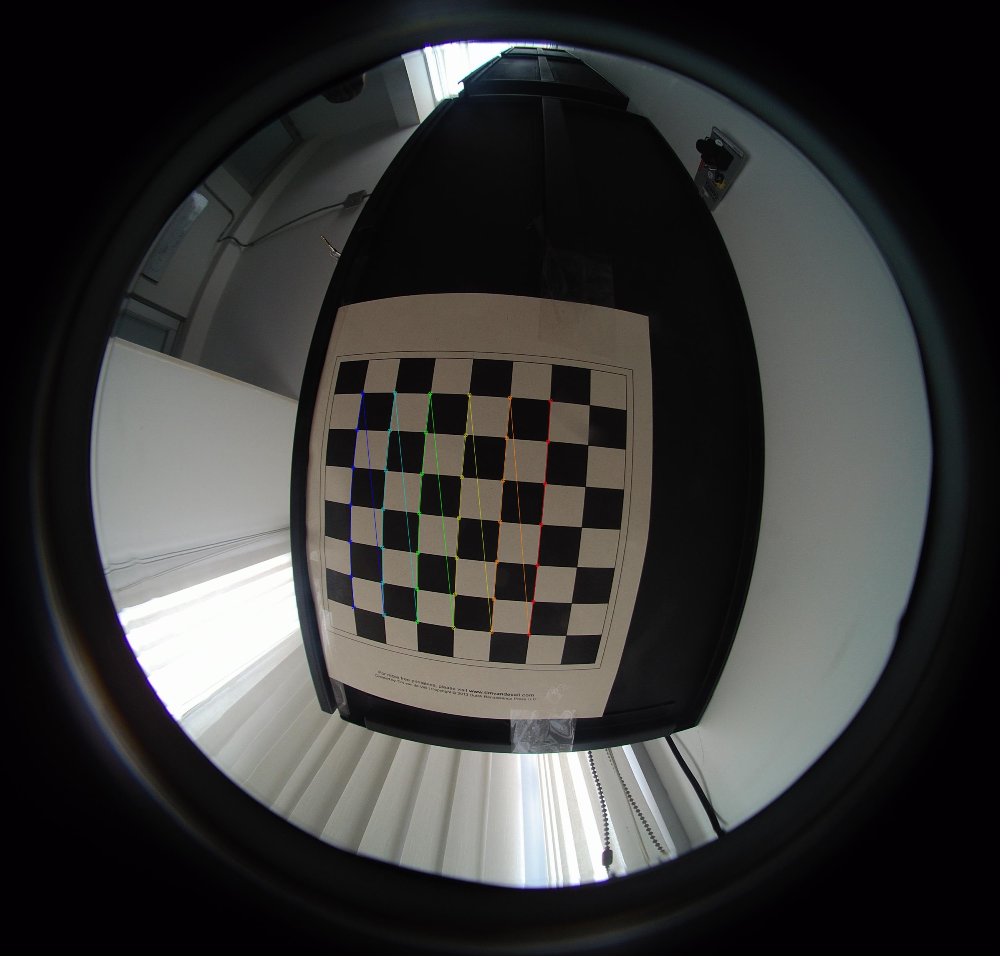 For more free printables, please visit www.timvandevall.com
Created by Tim van de Vall | Copyright © 2013 Dutch Renaissance Press LLC.